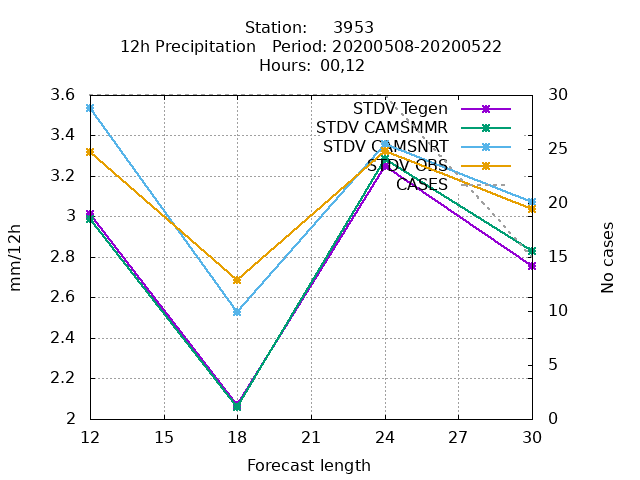 Station: 3953
12h Precipitation Period: 20200508-20200522
Hours: 00,12
3.6
3.4
3.2
3
2.8
2.6
2.4
2.2
2
mm/12h
STDV Tegen
STDV CAMSMMR
STDV CAMSNRT
STDV OBS
CASES
30
25
20
15
10
5
0
No cases
12 15 18 21 24 27 30
Forecast length